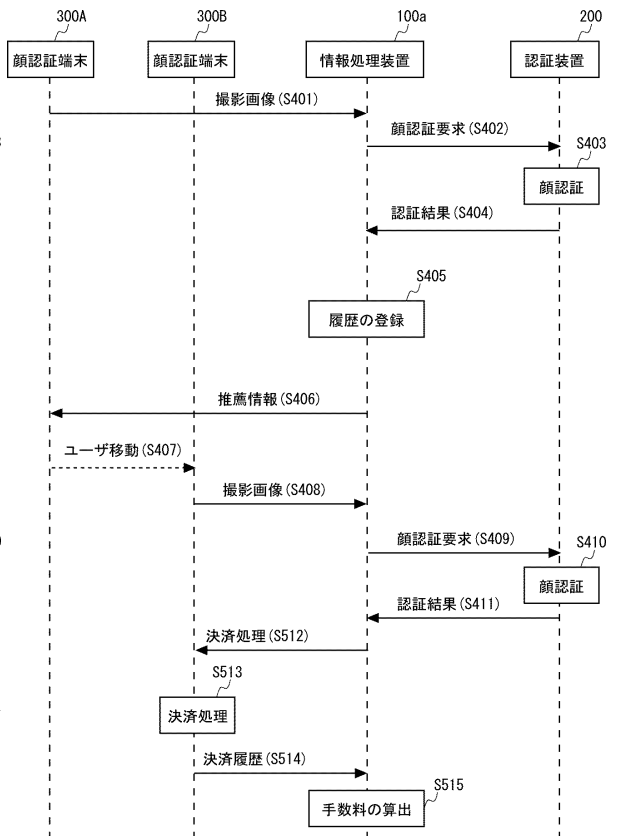 300A 300B 100a 200
顔認証端末 顔認証端末 情報処理装置 認証装置
撮影画像(S401)
顔認証要求(S402)
S403
顔認証
認証結果(S404)
S405
履歴の登録
推薦情報(S406)
ユーザ移動(S407)
撮影画像(S408)
顔認証要求(S409)
S410
顔認証
認証結果(S411)
決済処理(S512)
S513
決済処理
決済履歴(S514)
S515
手数料の算出